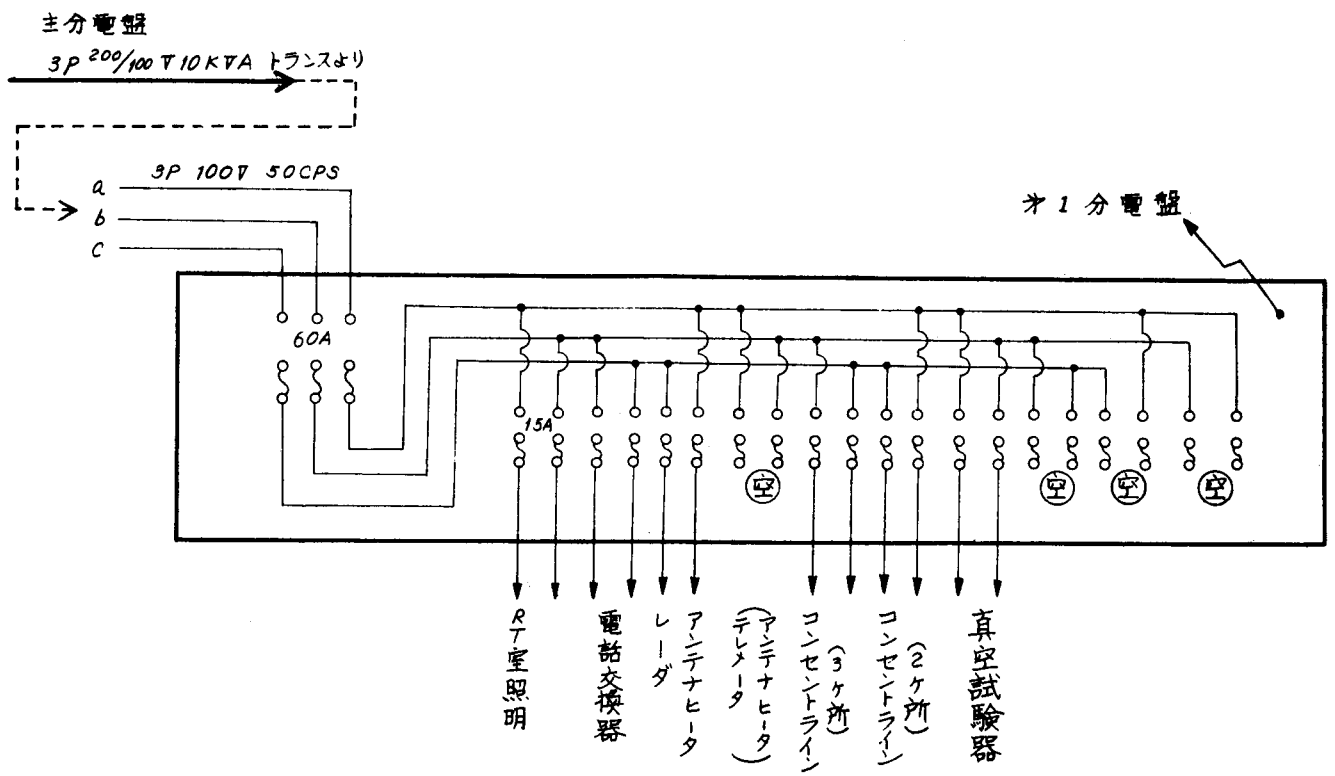 主分電盤
3P 200/100 V 10KVA トランスより
3P 100V 50CPS
a
b
c
才1分電盤
60A
15A
空
空
空
空
RT室照明
電話交換器
レーダ
アンテナヒータ
(アンテナヒータ)
テレメータ
コンセントライン
(3ヶ所)
コンセントライン
(2ヶ所)
真空試験器